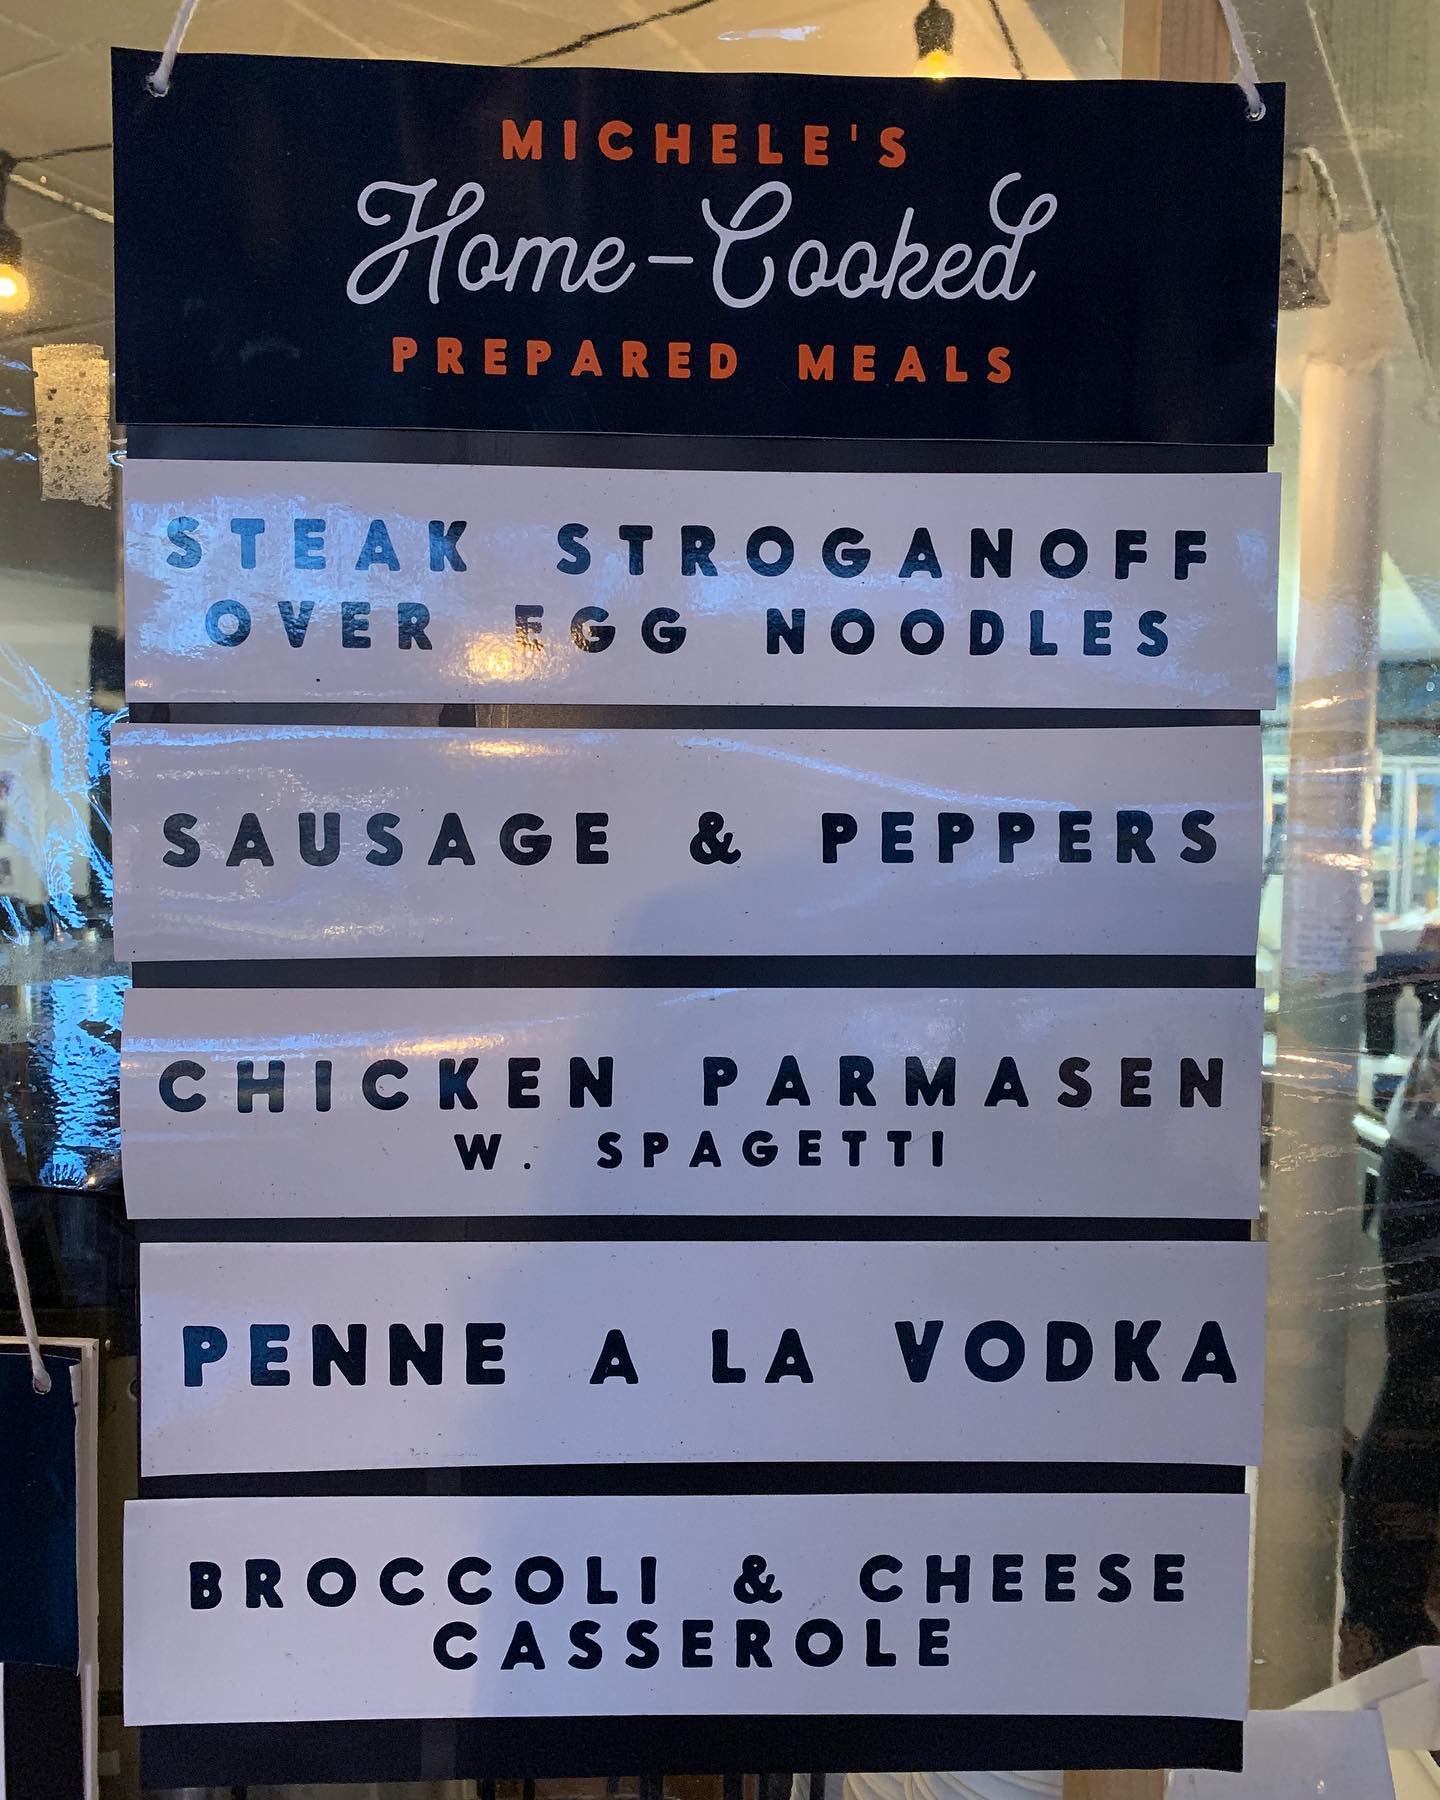 MICHELE'S
Home-Cooked
PREPARED MEALS
STEAK STROGANOFF
OVER EGG NOODLES
SAUSAGE & PEPPERS
CHICKEN PARMASEN
W. SPAGETTI
PENNE A LA VODKA
BROCCOLI & CHEESE
CASSEROLE